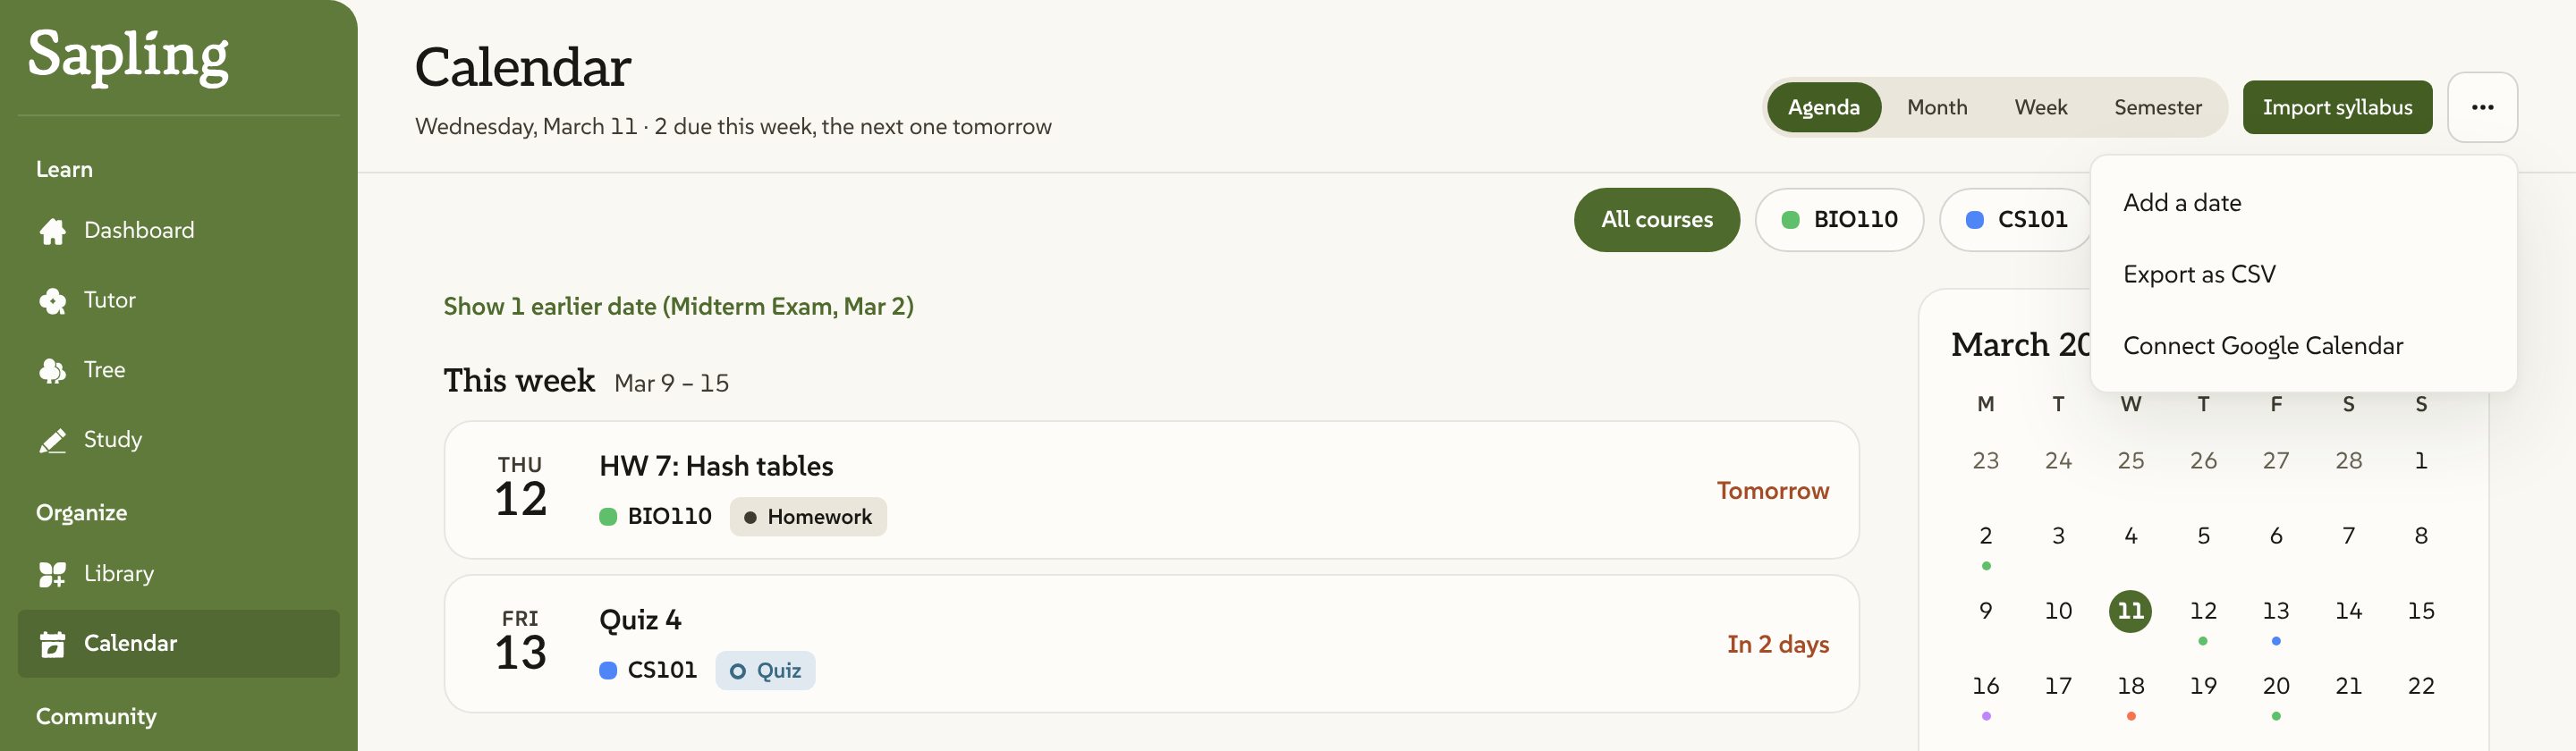 Sapling
Learn
Dashboard
Tutor
Tree
Study
Organize
Library
Calendar
Community
Calendar
Wednesday, March 11 · 2 due this week, the next one tomorrow
Agenda Month Week Semester Import syllabus
Add a date
Export as CSV
Connect Google Calendar
All courses BIO110 CS101
Show 1 earlier date (Midterm Exam, Mar 2)
This week Mar 9 – 15
THU
12
HW 7: Hash tables
BIO110 Homework
Tomorrow
FRI
13
Quiz 4
CS101 Quiz
In 2 days
March
M T W T F S S
23 24 25 26 27 28 1
2 3 4 5 6 7 8
9 10 11 12 13 14 15
16 17 18 19 20 21 22